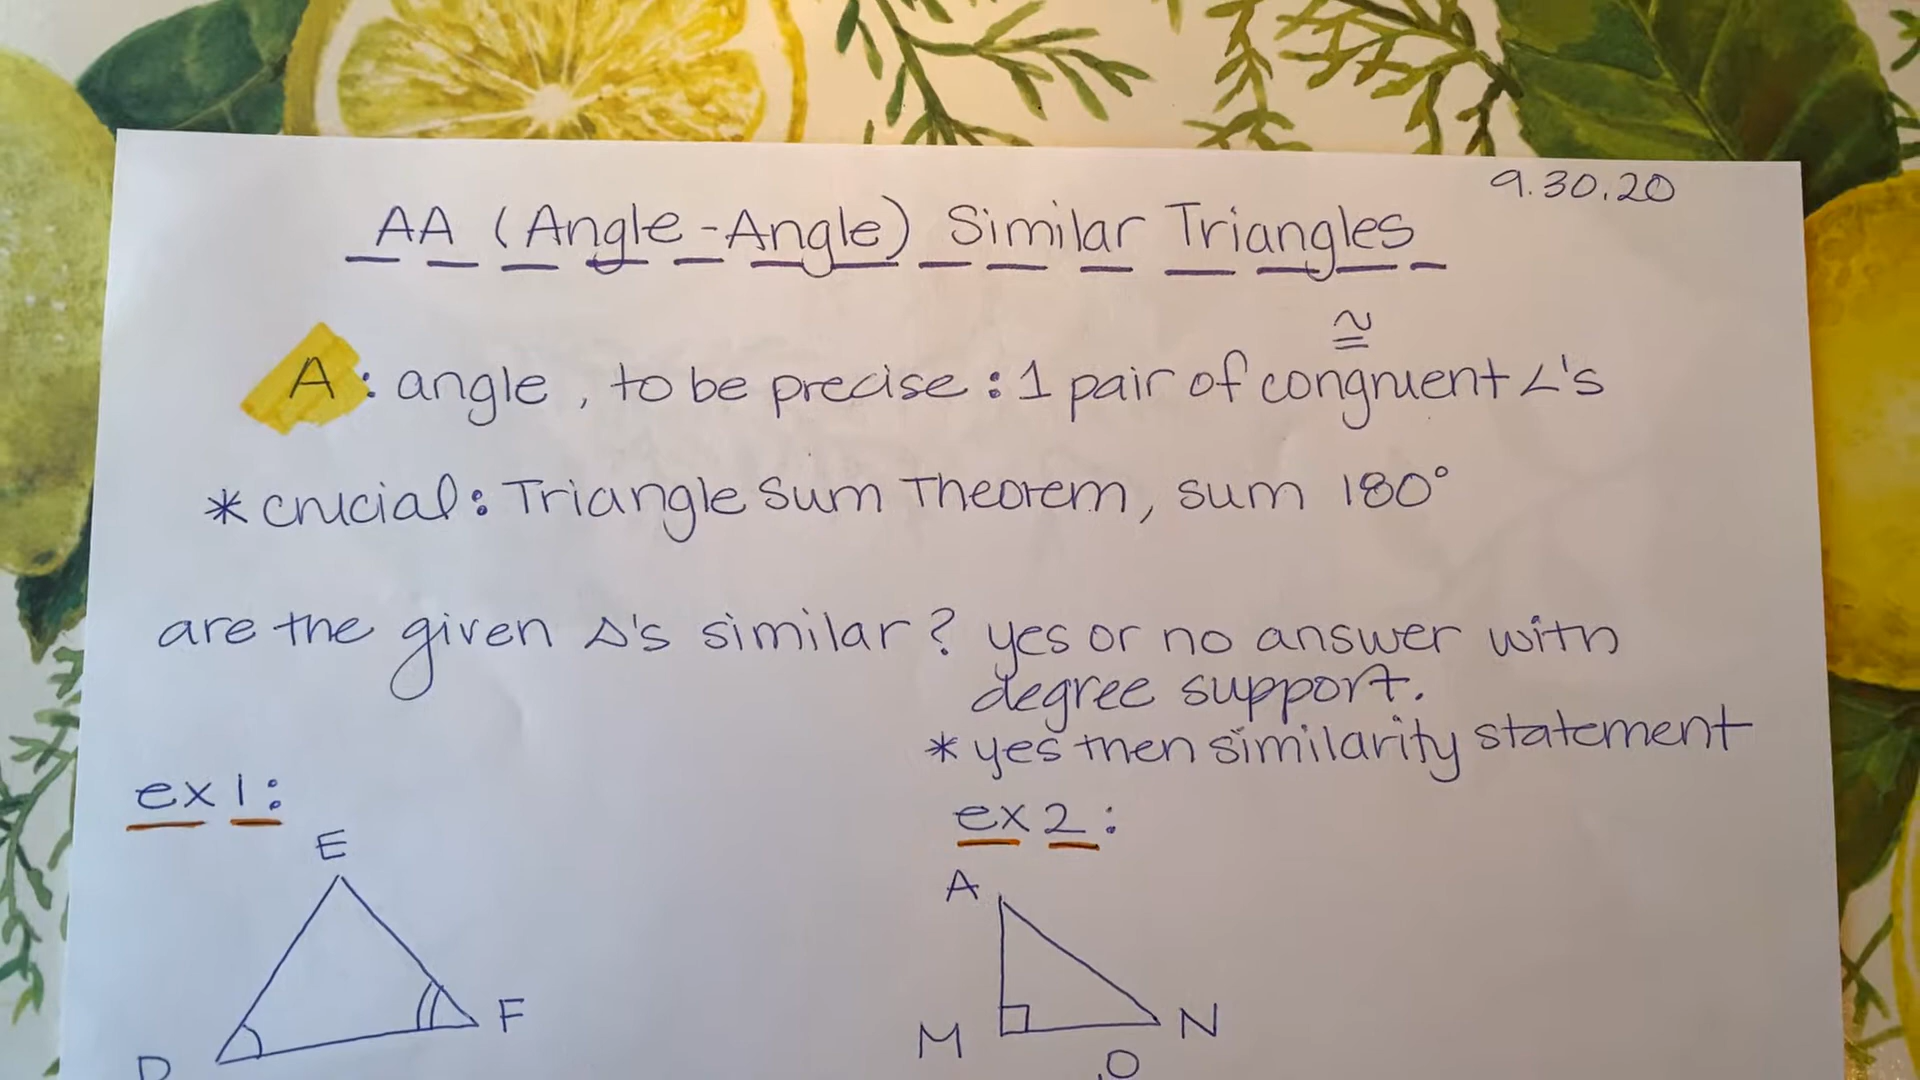 9.30.20
AA (Angle-Angle) Similar Triangles
≅
A: angle, to be precise: 1 pair of congruent ∠'s
* crucial: Triangle Sum Theorem, sum 180°
are the given △'s similar? yes or no answer with
degree support.
* yes then similarity statement
ex 1:
ex 2:
E
A
F
M
N
O